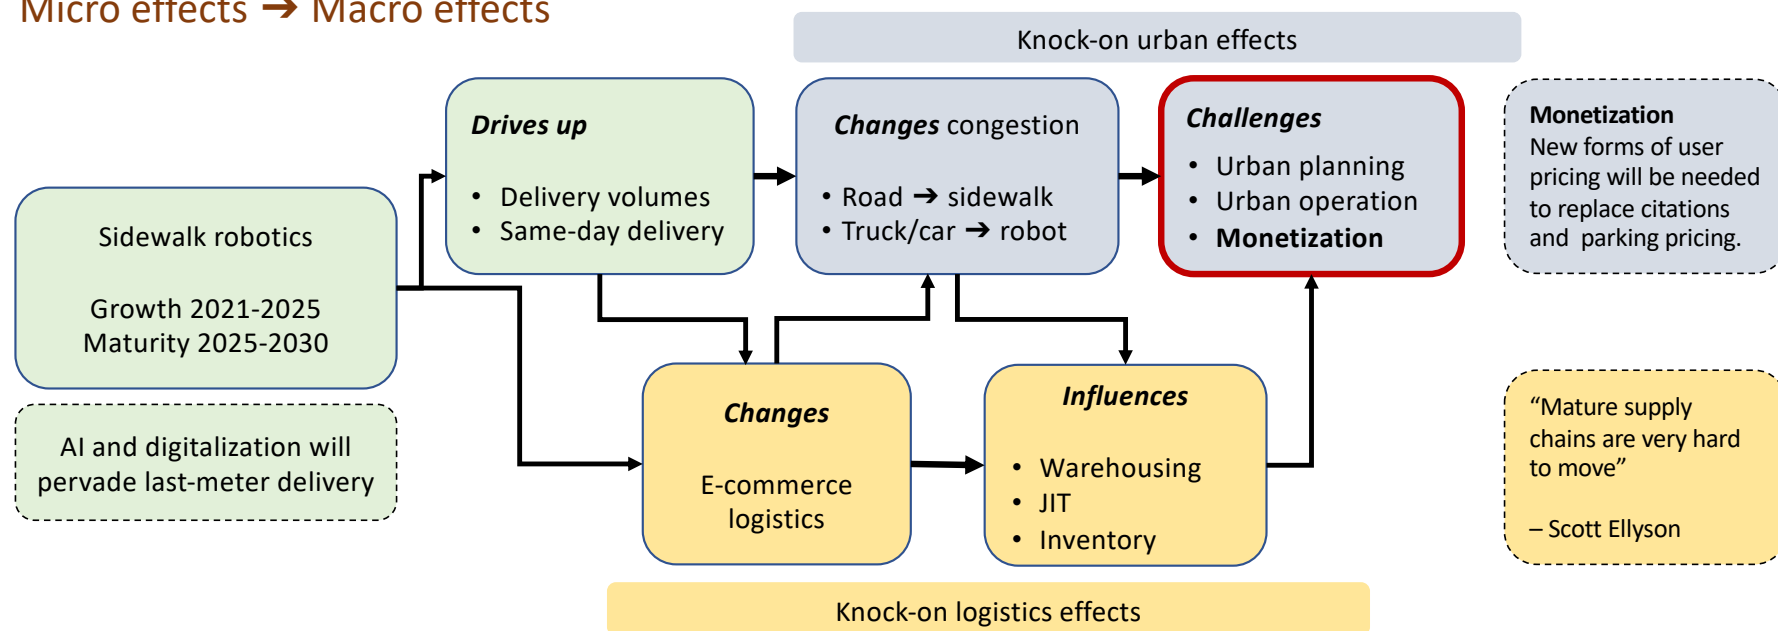 Micro effects ➔ Macro effects
Knock-on urban effects
Sidewalk robotics
Growth 2021-2025
Maturity 2025-2030
AI and digitalization will
pervade last-meter delivery
Drives up
• Delivery volumes
• Same-day delivery
Changes congestion
• Road ➔ sidewalk
• Truck/car ➔ robot
Challenges
• Urban planning
• Urban operation
• Monetization
Monetization
New forms of user
pricing will be needed
to replace citations
and parking pricing.
Changes
E-commerce
logistics
Influences
• Warehousing
• JIT
• Inventory
“Mature supply
chains are very hard
to move”
– Scott Ellyson
Knock-on logistics effects